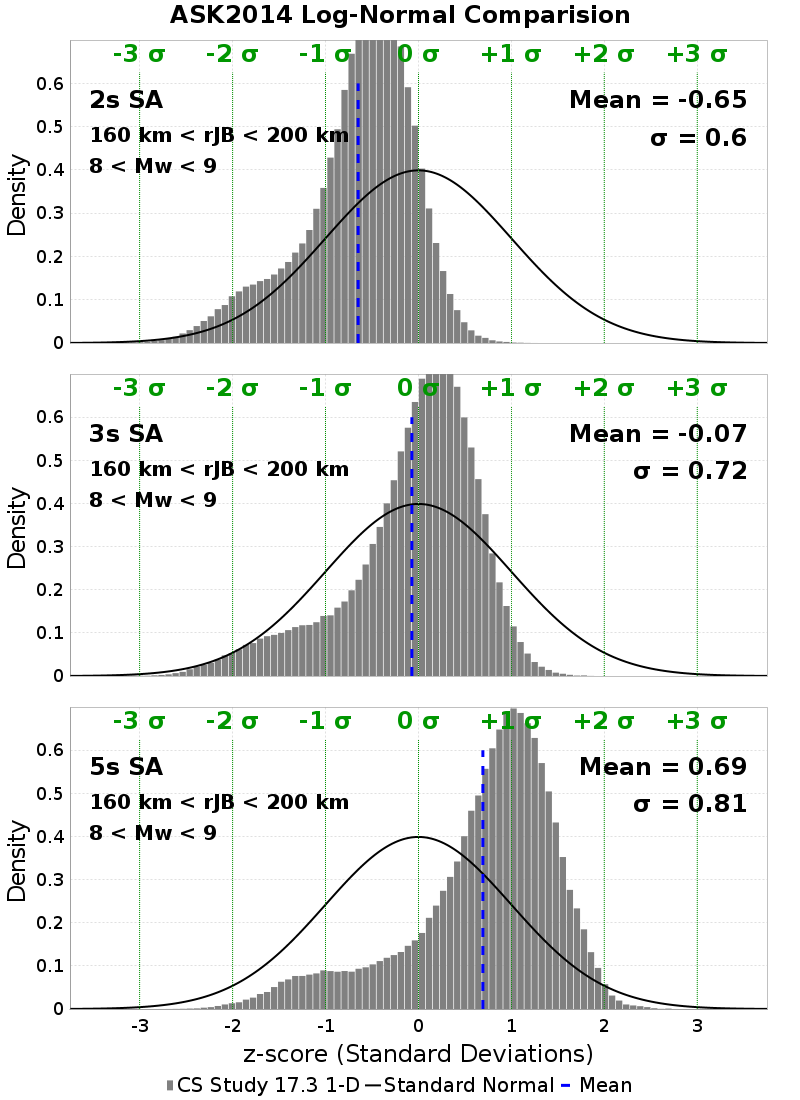 ASK2014 Log-Normal Comparision
-3 σ -2 σ -1 σ 0 σ +1 σ +2 σ +3 σ
2s SA
Mean = -0.65
160 km < rJB < 200 km
σ = 0.6
8 < Mw < 9
Density
0.6
0.5
0.4
0.3
0.2
0.1
0
-3 σ -2 σ -1 σ 0 σ +1 σ +2 σ +3 σ
3s SA
Mean = -0.07
160 km < rJB < 200 km
σ = 0.72
8 < Mw < 9
Density
0.6
0.5
0.4
0.3
0.2
0.1
0
-3 σ -2 σ -1 σ 0 σ +1 σ +2 σ +3 σ
5s SA
Mean = 0.69
160 km < rJB < 200 km
σ = 0.81
8 < Mw < 9
Density
0.6
0.5
0.4
0.3
0.2
0.1
0
-3 -2 -1 0 1 2 3
z-score (Standard Deviations)
CS Study 17.3 1-D Standard Normal Mean